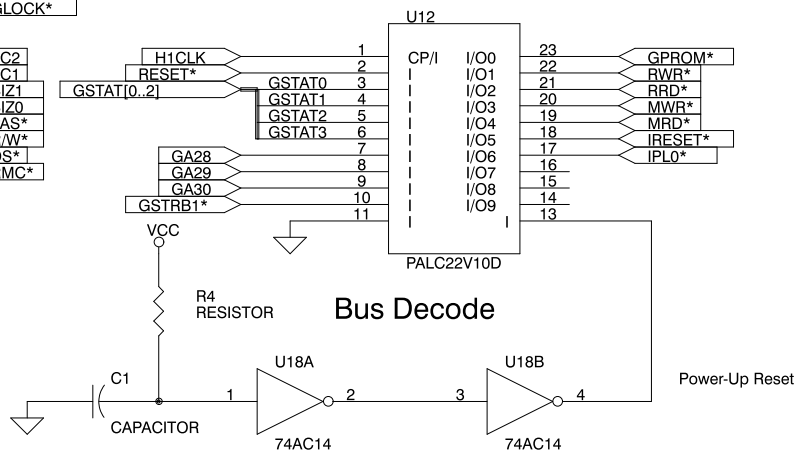 GLOCK*
U12
C2
C1
IZ1
IZ0
AS*
/W*
DS*
RMC*
H1CLK
RESET*
GSTAT[0..2]
GSTAT0
GSTAT1
GSTAT2
GSTAT3
GA28
GA29
GA30
GSTRB1*
1
2
3
4
5
6
7
8
9
10
11
CP/I
I
I
I
I
I
I
I
I
I
I
I/O0
I/O1
I/O2
I/O3
I/O4
I/O5
I/O6
I/O7
I/O8
I/O9
I
23
22
21
20
19
18
17
16
15
14
13
GPROM*
RWR*
RRD*
MWR*
MRD*
IRESET*
IPL0*
PALC22V10D
VCC
R4
RESISTOR
Bus Decode
C1
CAPACITOR
U18A
1
2
74AC14
U18B
3
4
74AC14
Power-Up Reset